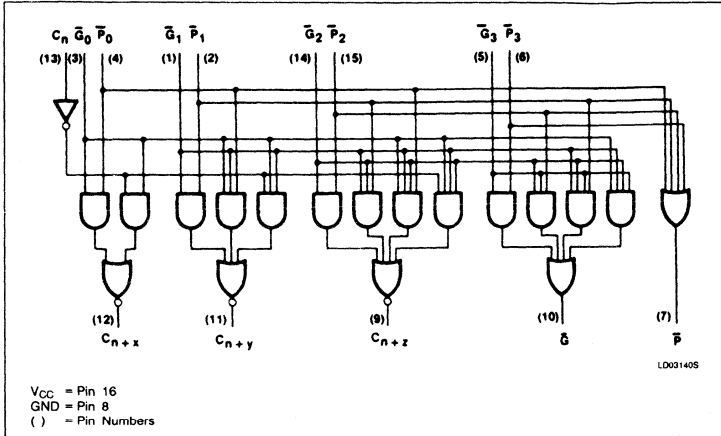 Cn G̅0 P̅0 G̅1 P̅1 G̅2 P̅2 G̅3 P̅3
(13) (3) (4) (1) (2) (14) (15) (5) (6)
(12) (11) (9) (10) (7)
Cn+x Cn+y Cn+z G̅ P̅
LD03140S
VCC = Pin 16
GND = Pin 8
( ) = Pin Numbers